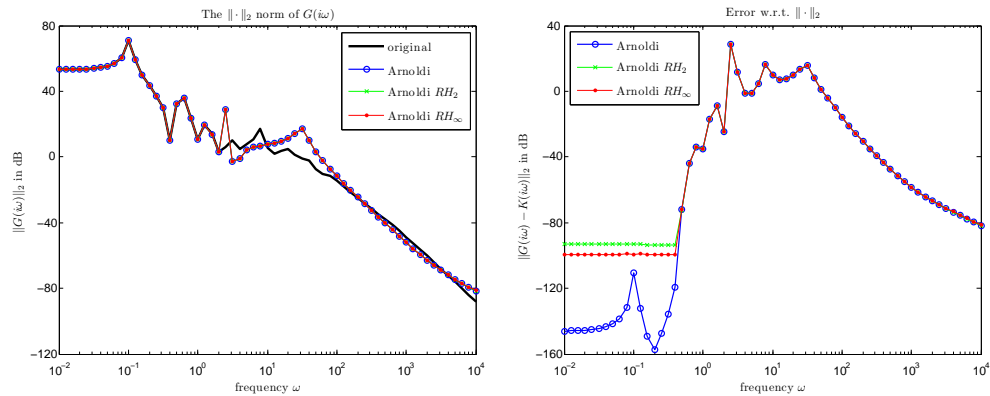 The ‖ · ‖₂ norm of G(iω)
80
40
0
−40
−80
−120
‖G(iω)‖₂ in dB
original
Arnoldi
Arnoldi RH₂
Arnoldi RH∞
10⁻² 10⁻¹ 10⁰ 10¹ 10² 10³ 10⁴
frequency ω
Error w.r.t. ‖ · ‖₂
40
0
−40
−80
−120
−160
‖G(iω) − K(iω)‖₂ in dB
Arnoldi
Arnoldi RH₂
Arnoldi RH∞
10⁻² 10⁻¹ 10⁰ 10¹ 10² 10³ 10⁴
frequency ω